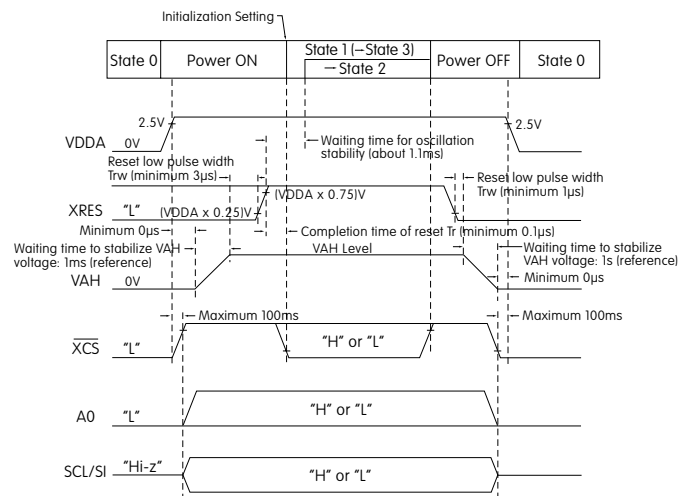 Initialization Setting
State 0 Power ON State 1 (→State 3) Power OFF State 0
→ State 2
2.5V 2.5V
VDDA 0V
Waiting time for oscillation
stability (about 1.1ms)
Reset low pulse width
Trw (minimum 3µs)
Reset low pulse width
Trw (minimum 1µs)
(VDDA x 0.75)V
XRES "L" (VDDA x 0.25)V
Minimum 0µs
Completion time of reset Tr (minimum 0.1µs)
Waiting time to stabilize VAH
voltage: 1ms (reference)
VAH Level
Waiting time to stabilize
VAH voltage: 1s (reference)
VAH 0V
Minimum 0µs
Maximum 100ms Maximum 100ms
XCS "L" "H" or "L"
A0 "L" "H" or "L"
SCL/SI "Hi-z" "H" or "L"